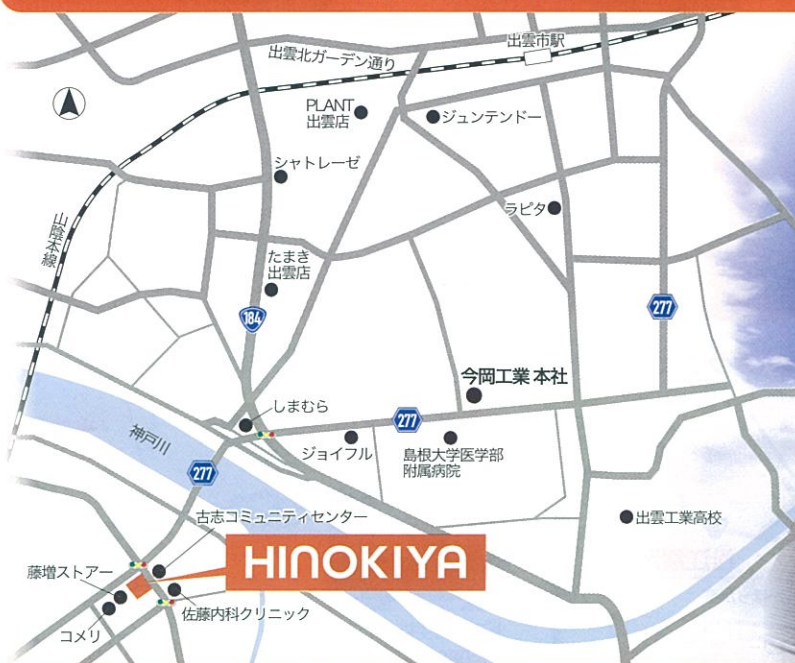 出雲市駅
出雲北ガーデン通り
PLANT
出雲店
ジュンテンドー
シャトレーゼ
ラピタ
山陰本線
たまき
出雲店
184
277
今岡工業 本社
しまむら
277
ジョイフル
島根大学医学部
附属病院
神戸川
277
古志コミュニティセンター
出雲工業高校
HINOKIYA
藤増ストアー
佐藤内科クリニック
コメリ